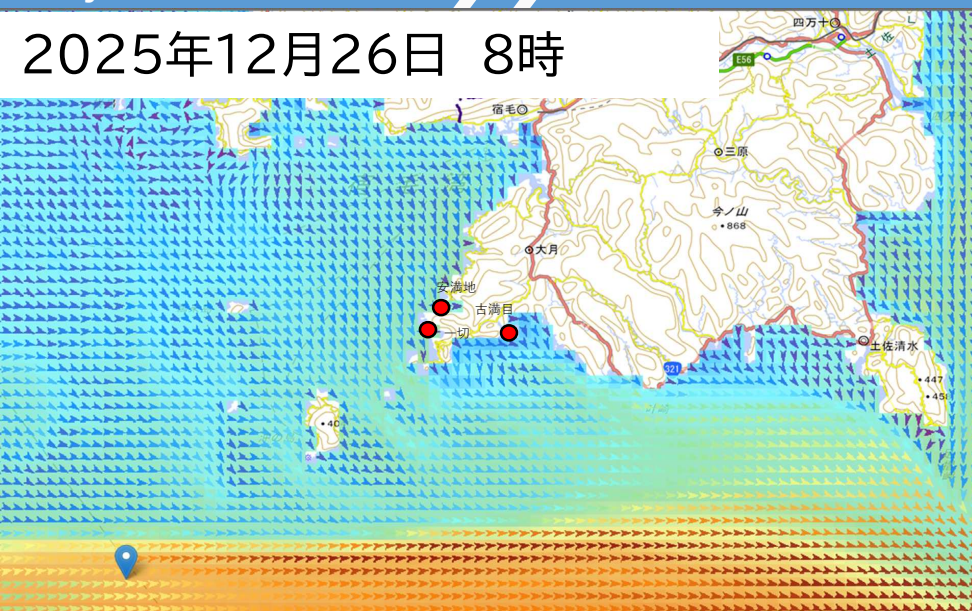 2025年12月26日 8時
四万十
土佐
E56
宿毛
三原
今ノ山
868
大月
安満地
古満目
一切
土佐清水
321
447
40